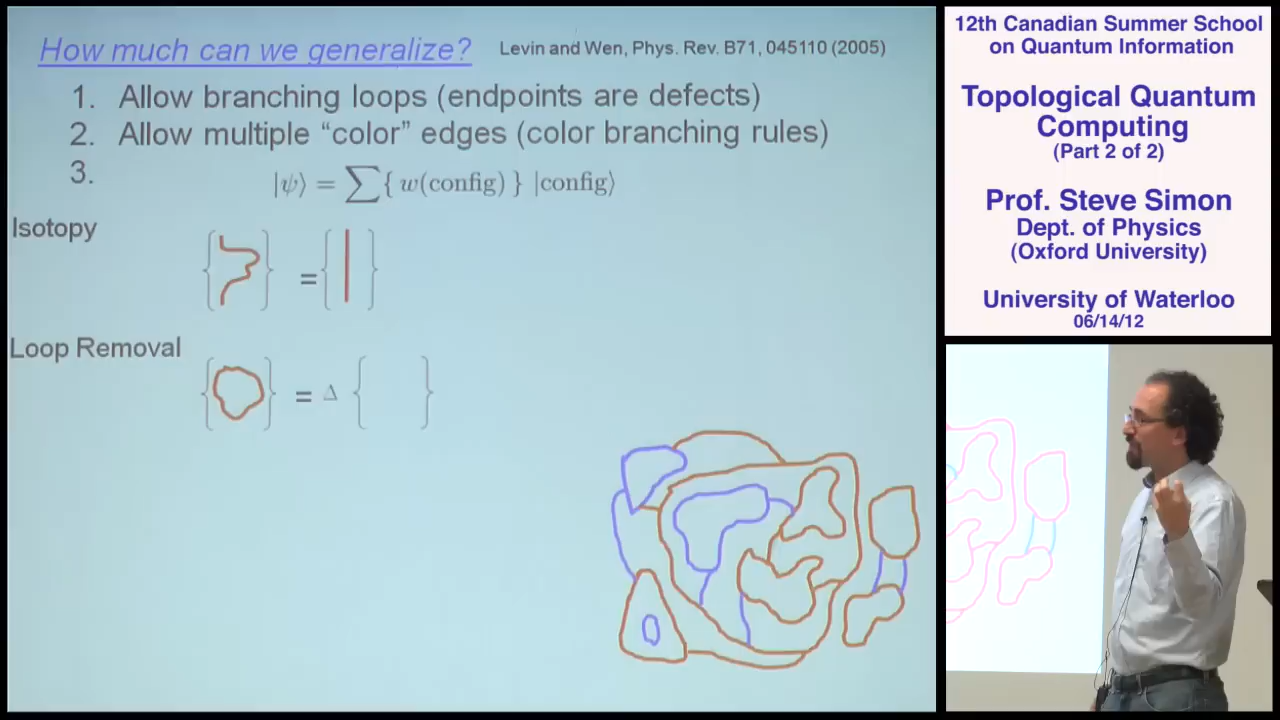 How much can we generalize? Levin and Wen, Phys. Rev. B71, 045110 (2005)
1. Allow branching loops (endpoints are defects)
2. Allow multiple “color” edges (color branching rules)
3. |ψ⟩ = ∑{ w(config) } |config⟩
Isotopy
{ } = { }
Loop Removal
{ } = Δ { }
12th Canadian Summer School
on Quantum Information
Topological Quantum
Computing
(Part 2 of 2)
Prof. Steve Simon
Dept. of Physics
(Oxford University)
University of Waterloo
06/14/12